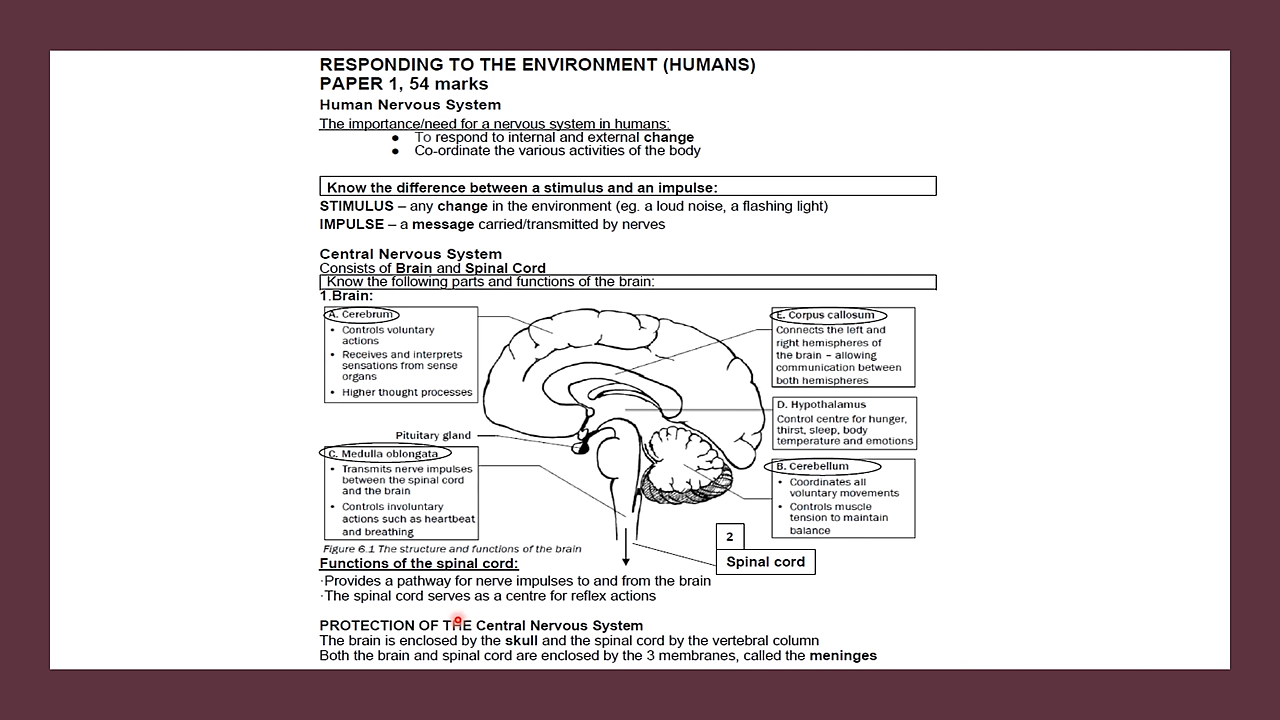 RESPONDING TO THE ENVIRONMENT (HUMANS)
PAPER 1, 54 marks
Human Nervous System
The importance/need for a nervous system in humans:
● To respond to internal and external change
● Co-ordinate the various activities of the body
Know the difference between a stimulus and an impulse:
STIMULUS – any change in the environment (eg. a loud noise, a flashing light)
IMPULSE – a message carried/transmitted by nerves
Central Nervous System
Consists of Brain and Spinal Cord
Know the following parts and functions of the brain:
1.Brain:
A. Cerebrum
• Controls voluntary
actions
• Receives and interprets
sensations from sense
organs
• Higher thought processes
E. Corpus callosum
Connects the left and
right hemispheres of
the brain – allowing
communication between
both hemispheres
D. Hypothalamus
Control centre for hunger,
thirst, sleep, body
temperature and emotions
Pituitary gland
C. Medulla oblongata
• Transmits nerve impulses
between the spinal cord
and the brain
• Controls involuntary
actions such as heartbeat
and breathing
B. Cerebellum
• Coordinates all
voluntary movements
• Controls muscle
tension to maintain
balance
2
Spinal cord
Figure 6.1 The structure and functions of the brain
Functions of the spinal cord:
·Provides a pathway for nerve impulses to and from the brain
·The spinal cord serves as a centre for reflex actions
PROTECTION OF THE Central Nervous System
The brain is enclosed by the skull and the spinal cord by the vertebral column
Both the brain and spinal cord are enclosed by the 3 membranes, called the meninges